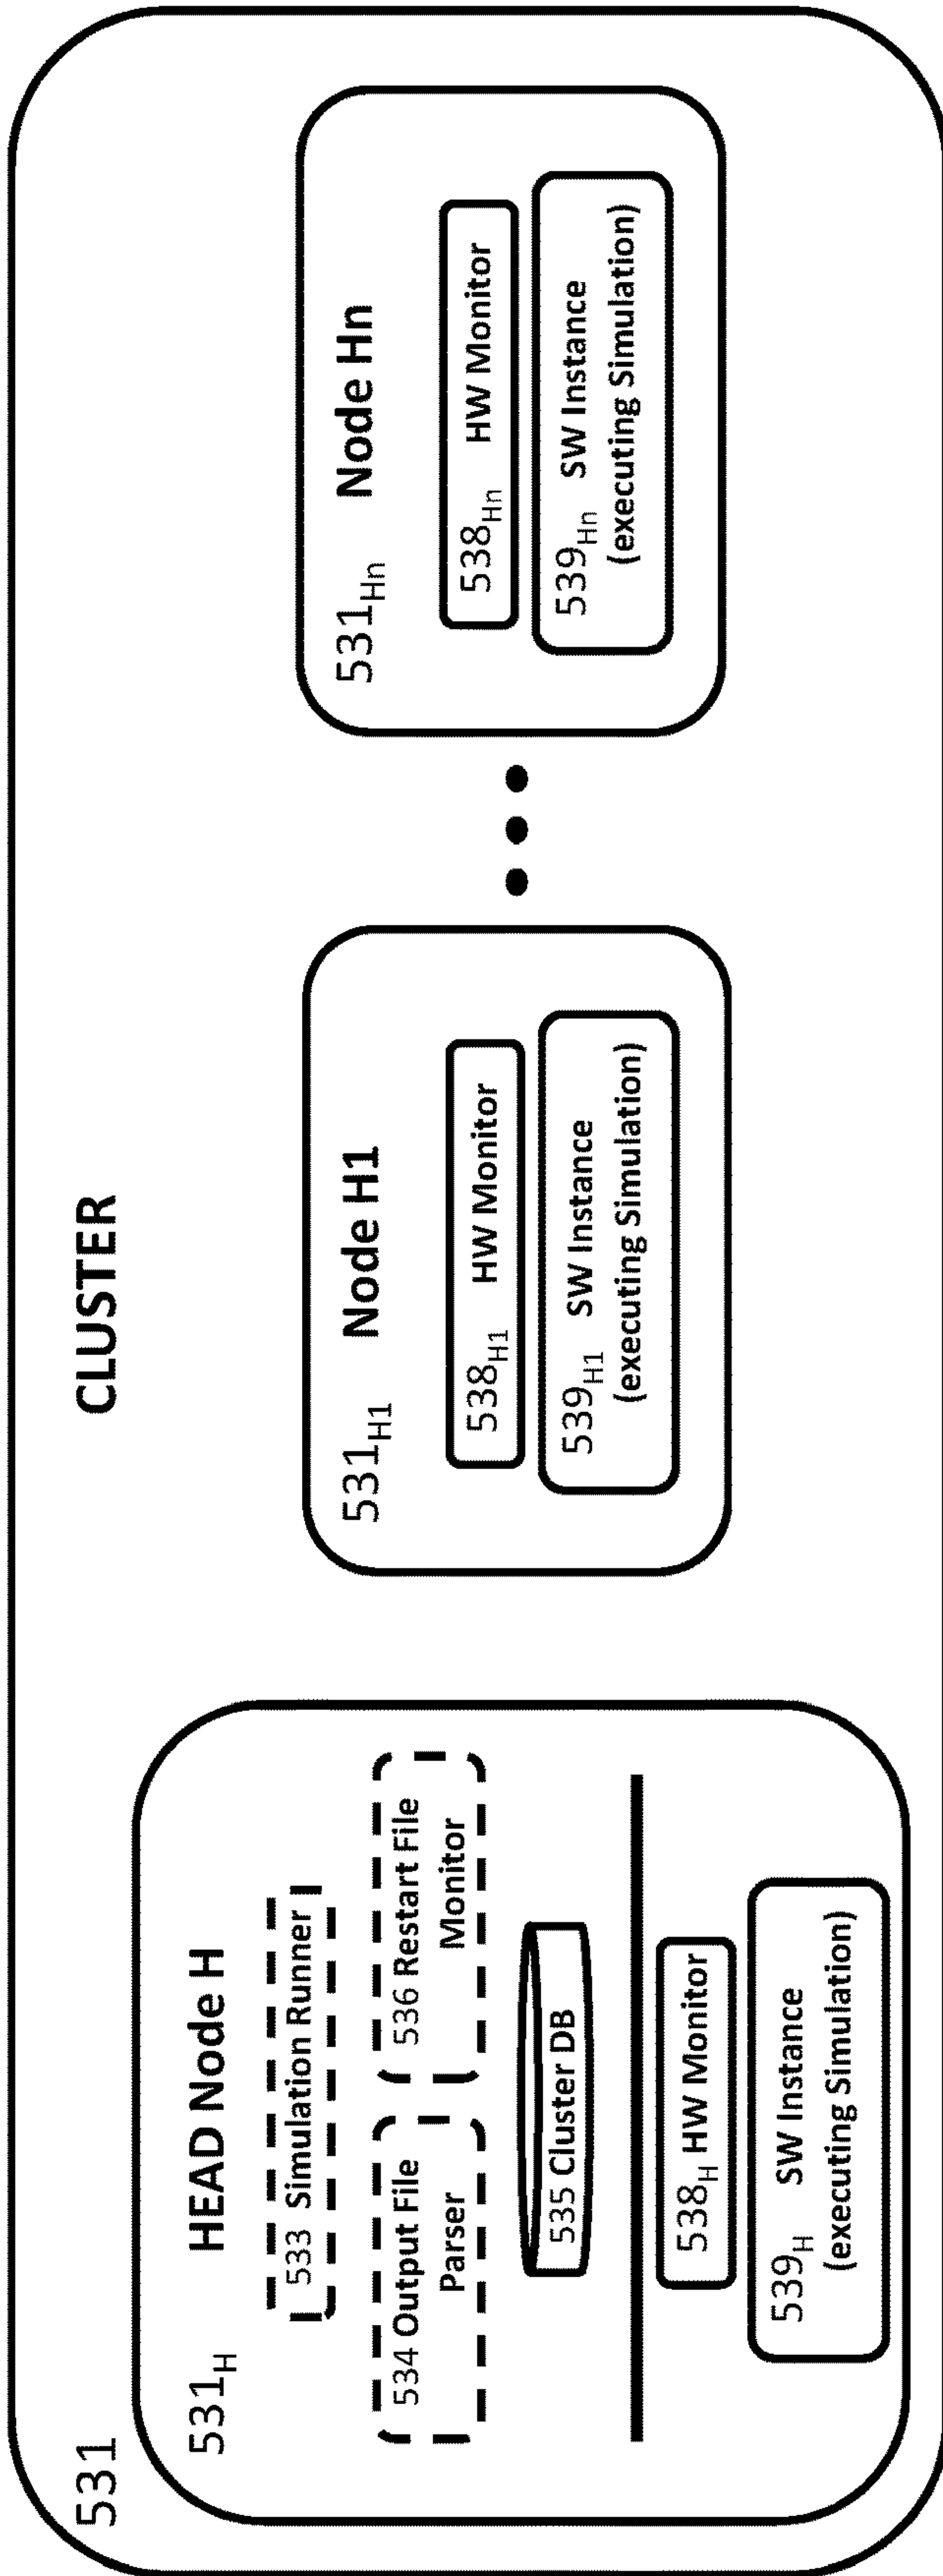 531
CLUSTER
531H HEAD Node H
533 Simulation Runner
534 Output File
Parser
536 Restart File
Monitor
535 Cluster DB
538H HW Monitor
539H SW Instance
(executing Simulation)
531H1 Node H1
538H1 HW Monitor
539H1 SW Instance
(executing Simulation)
531Hn Node Hn
538Hn HW Monitor
539Hn SW Instance
(executing Simulation)